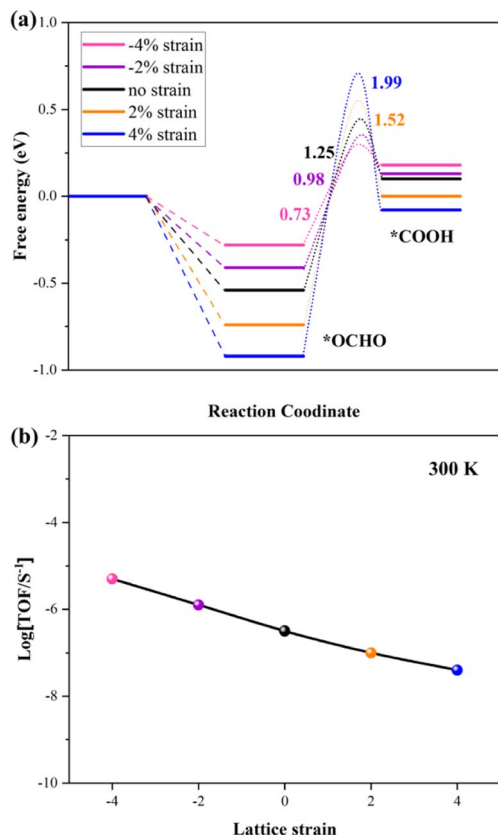 (a)
1.0
0.5
0.0
-0.5
-1.0
Free energy (eV)
-4% strain
-2% strain
no strain
2% strain
4% strain
1.99
1.52
1.25
0.98
0.73
*COOH
*OCHO
Reaction Coodinate
(b)
300 K
-2
-4
-6
-8
-10
Log[TOF/S⁻¹]
-4 -2 0 2 4
Lattice strain